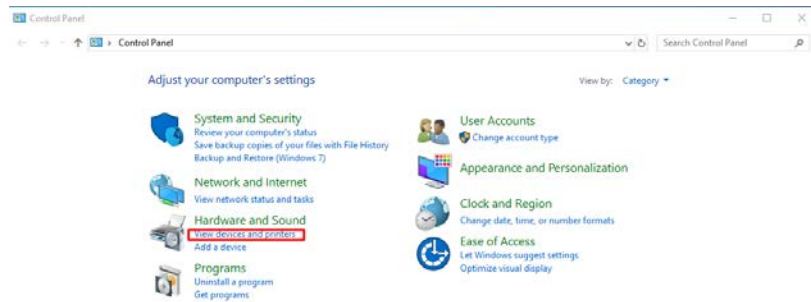 Control Panel
Control Panel
Search Control Panel
Adjust your computer's settings
View by: Category
System and Security
Review your computer's status
Save backup copies of your files with File History
Backup and Restore (Windows 7)
Network and Internet
View network status and tasks
Hardware and Sound
View devices and printers
Add a device
Programs
Uninstall a program
Get programs
User Accounts
Change account type
Appearance and Personalization
Clock and Region
Change date, time, or number formats
Ease of Access
Let Windows suggest settings
Optimize visual display